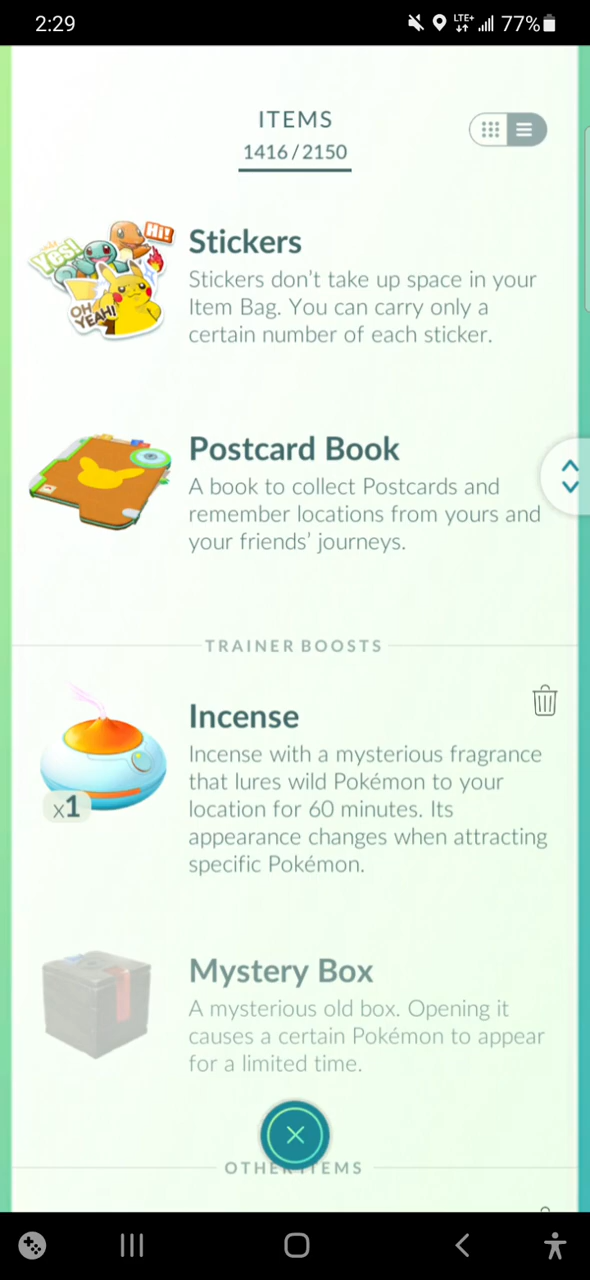 2:29
LTE+
77%
ITEMS
1416/2150
YES!
Hi!
OH YEAH!
Stickers
Stickers don't take up space in your
Item Bag. You can carry only a
certain number of each sticker.
Postcard Book
A book to collect Postcards and
remember locations from yours and
your friends' journeys.
TRAINER BOOSTS
Incense
Incense with a mysterious fragrance
that lures wild Pokémon to your
location for 60 minutes. Its
appearance changes when attracting
specific Pokémon.
x1
Mystery Box
A mysterious old box. Opening it
causes a certain Pokémon to appear
for a limited time.
OTHER ITEMS